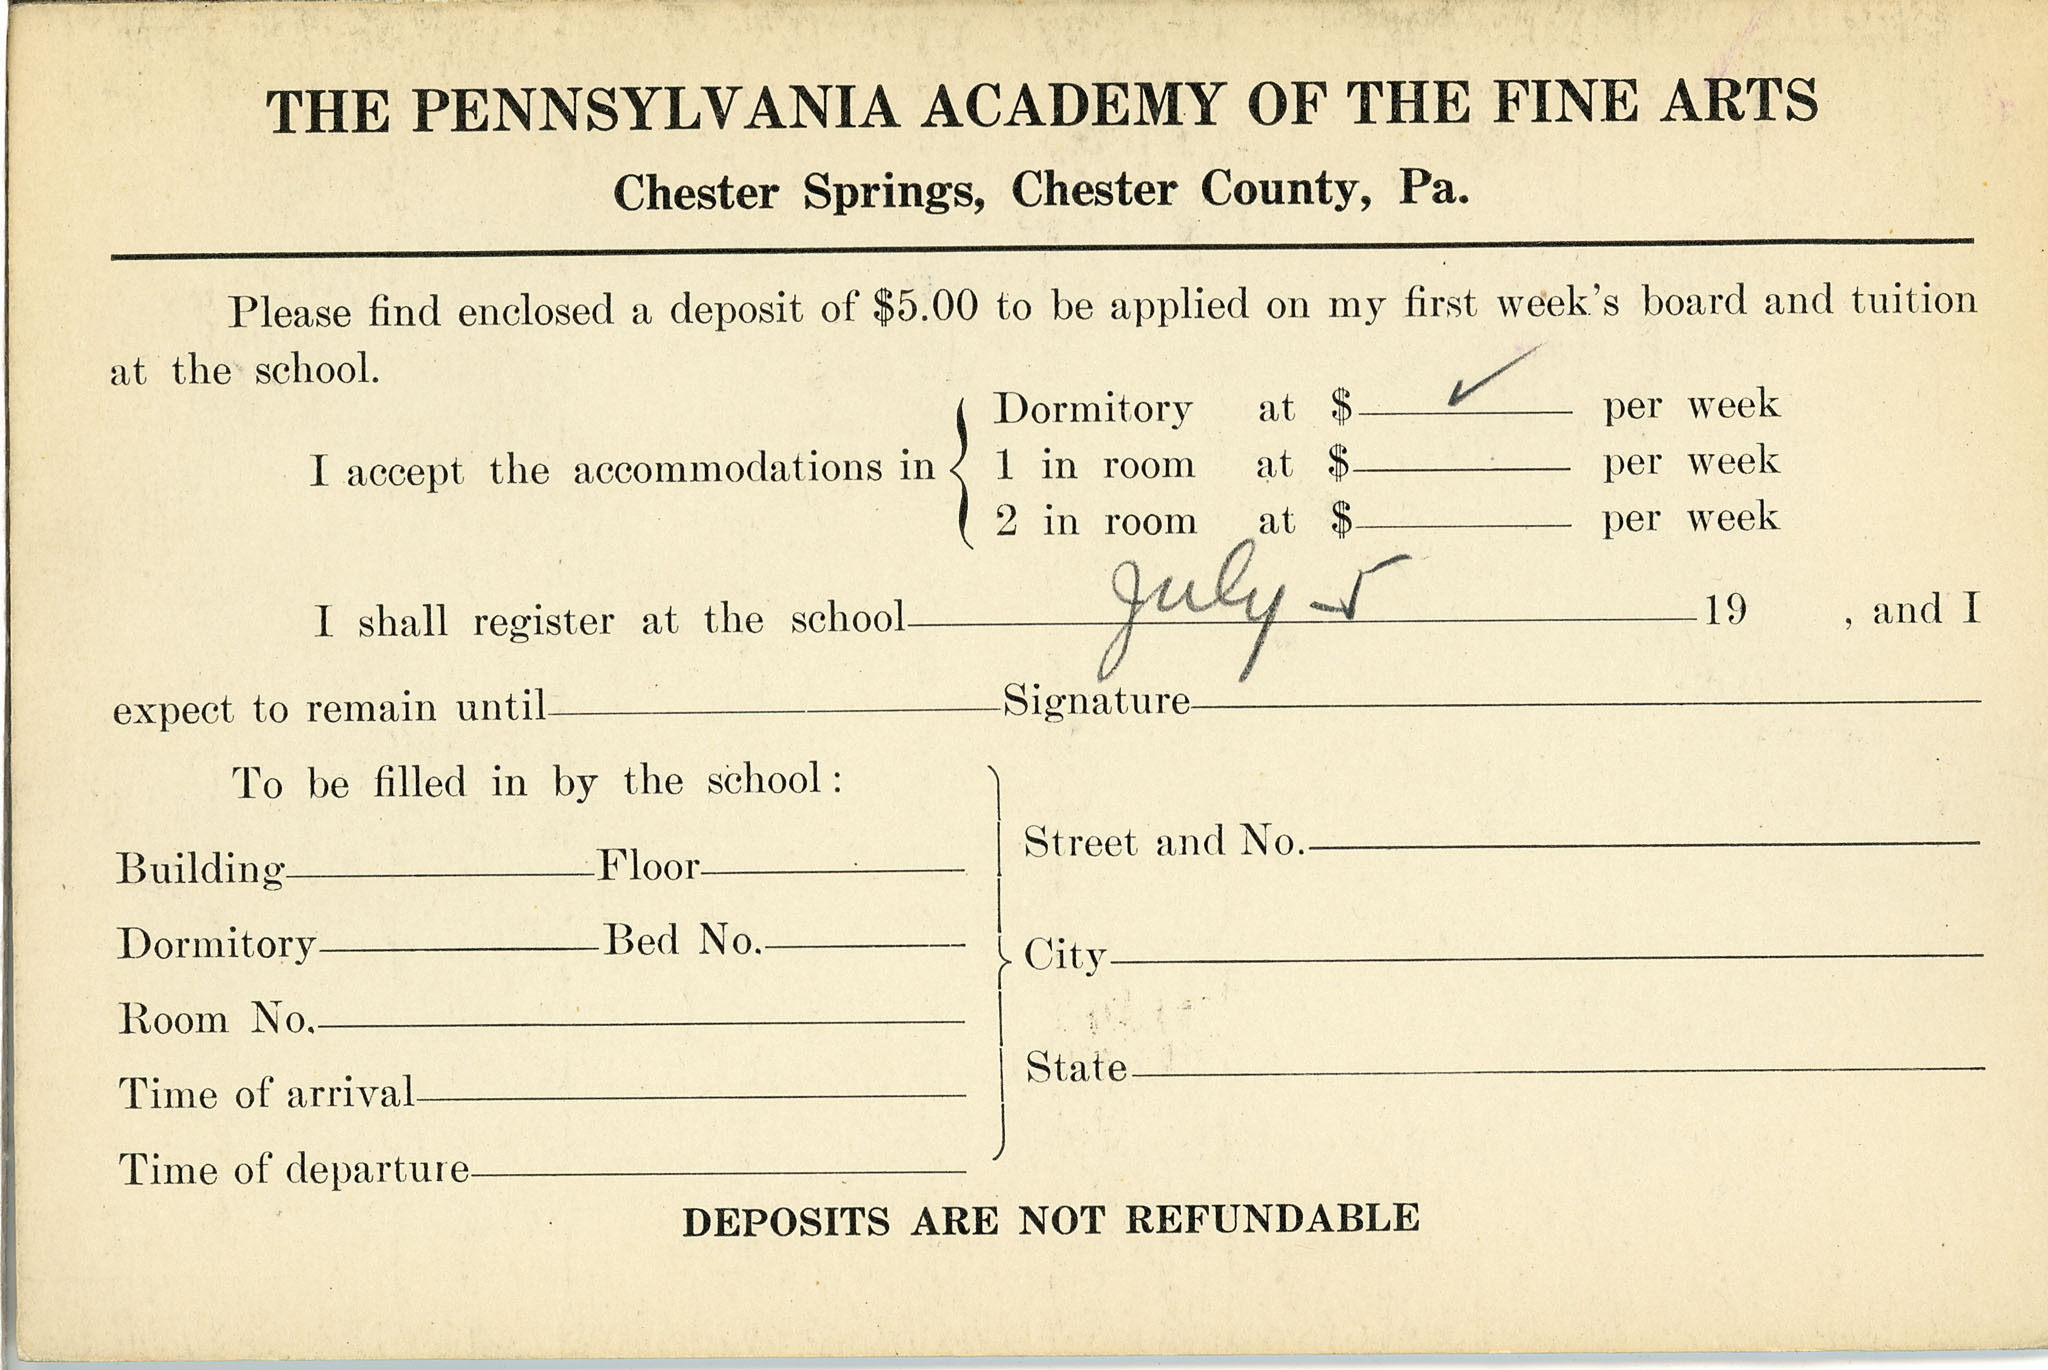 THE PENNSYLVANIA ACADEMY OF THE FINE ARTS
Chester Springs, Chester County, Pa.
Please find enclosed a deposit of $5.00 to be applied on my first week's board and tuition
at the school.
Dormitory at $ ✓ per week
I accept the accommodations in { 1 in room at $ per week
2 in room at $ per week
I shall register at the school July 5 19 , and I
expect to remain until Signature
To be filled in by the school:
Building Floor
Dormitory Bed No.
Room No.
Time of arrival
Time of departure
Street and No.
City
State
DEPOSITS ARE NOT REFUNDABLE